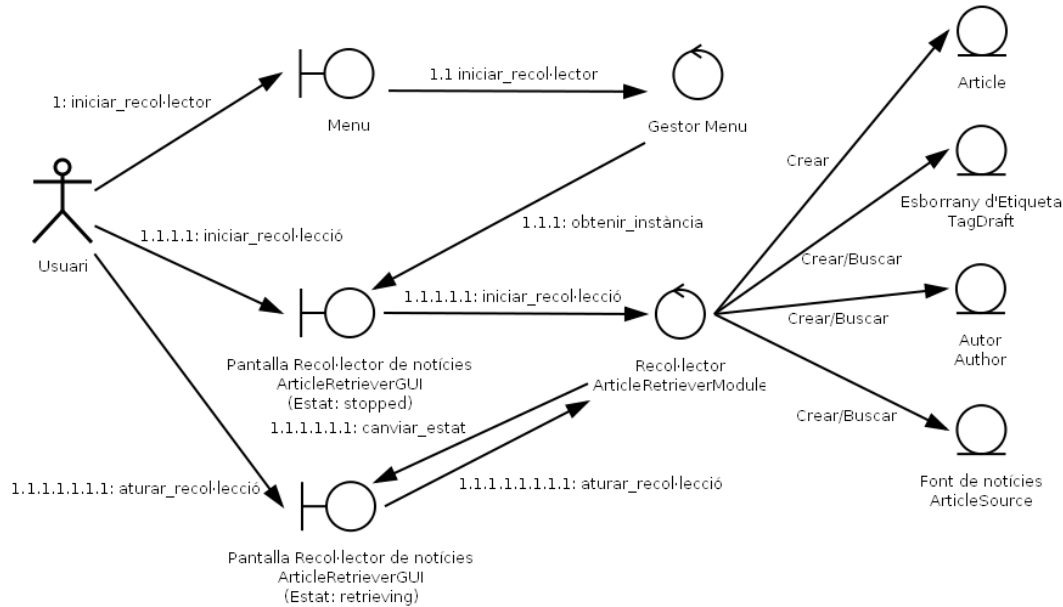 1: iniciar_recol·lector
Menu
1.1 iniciar_recol·lector
Gestor Menu
Article
Crear
Esborrany d'Etiqueta
TagDraft
Usuari
1.1.1.1: iniciar_recol·lecció
1.1.1: obtenir_instància
Crear/Buscar
1.1.1.1.1: iniciar_recol·lecció
Crear/Buscar
Autor
Author
Pantalla Recol·lector de notícies
ArticleRetrieverGUI
(Estat: stopped)
Recol·lector
ArticleRetrieverModule
Crear/Buscar
1.1.1.1.1.1: canviar_estat
Font de notícies
ArticleSource
1.1.1.1.1.1.1: aturar_recol·lecció
1.1.1.1.1.1.1.1: aturar_recol·lecció
Pantalla Recol·lector de notícies
ArticleRetrieverGUI
(Estat: retrieving)